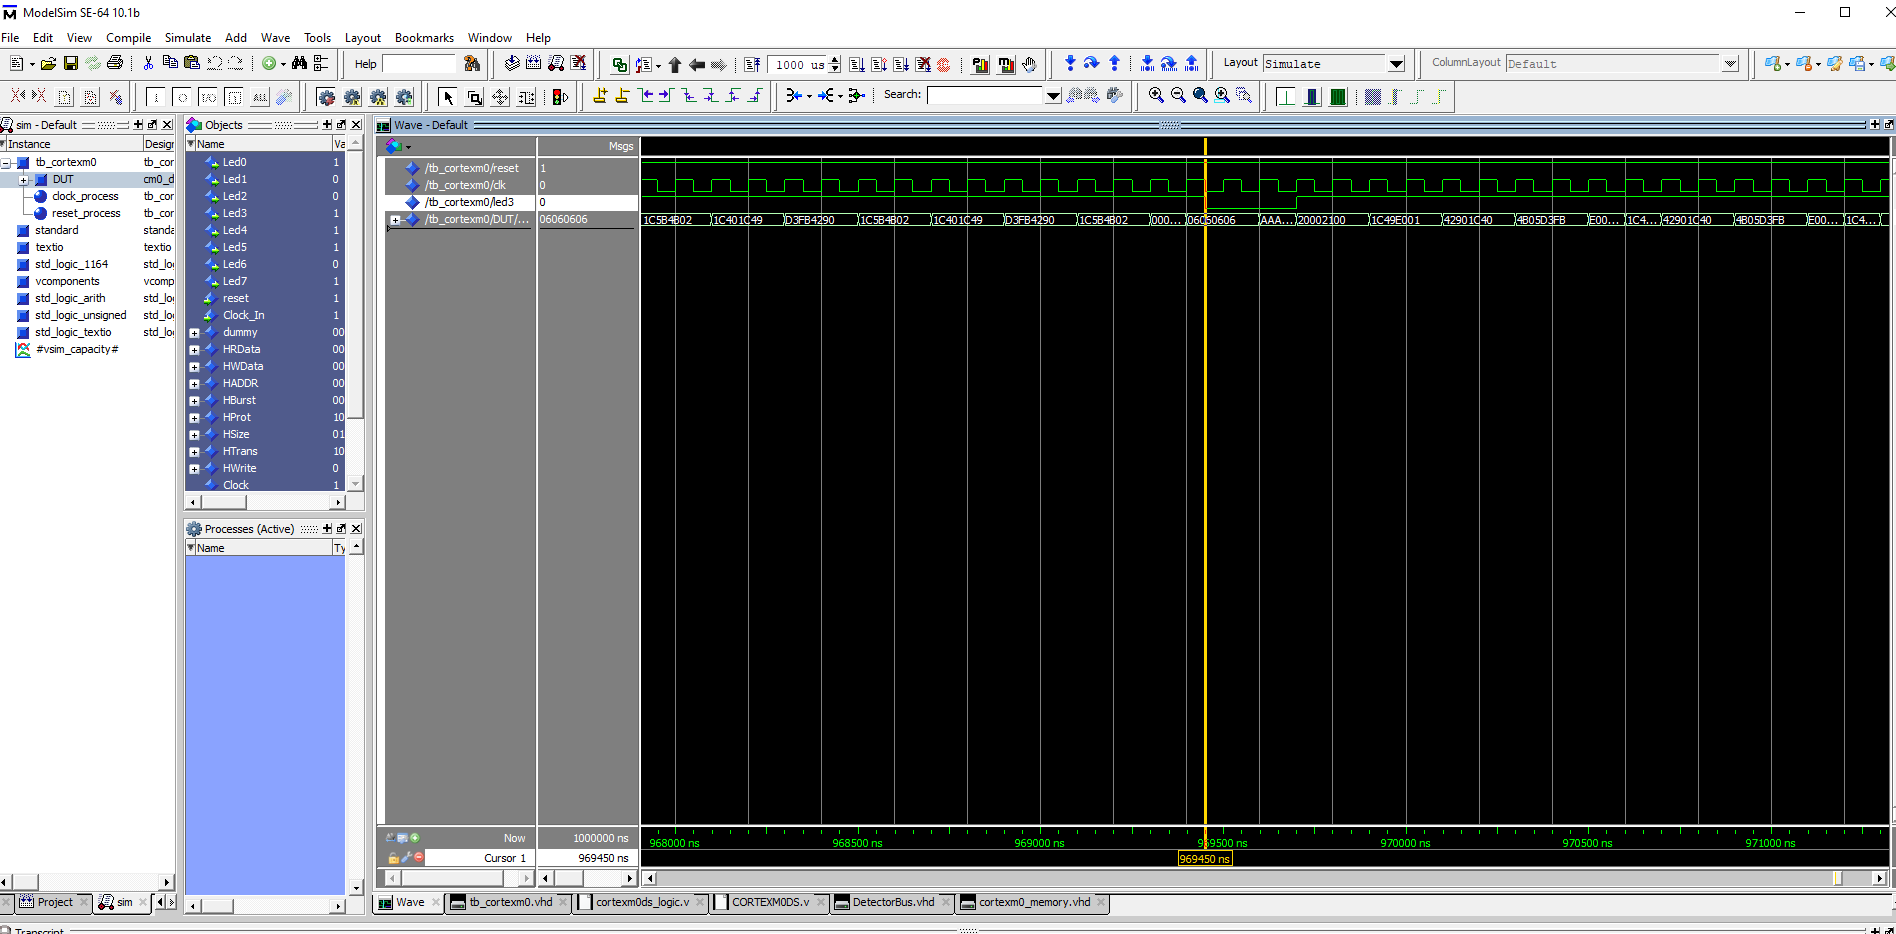 ModelSim SE-64 10.1b
File Edit View Compile Simulate Add Wave Tools Layout Bookmarks Window Help
Help
1000 us
Layout Simulate
ColumnLayout Default
Search:
sim - Default
Instance Desigr
tb_cortexm0 tb_cor
DUT cm0_d
clock_process tb_cor
reset_process tb_cor
standard standa
textio textio
std_logic_1164 std_lo
vcomponents vcomp
std_logic_arith std_lo
std_logic_unsigned std_lo
std_logic_textio std_lo
#vsim_capacity#
Objects
Name Va
Led0 1
Led1 0
Led2 0
Led3 1
Led4 1
Led5 1
Led6 0
Led7 1
reset 1
Clock_In 1
dummy 00
HRData 00
HWData 00
HADDR 00
HBurst 00
HProt 10
HSize 01
HTrans 10
HWrite 0
Clock 1
Processes (Active)
Name Ty
Wave - Default
Msgs
/tb_cortexm0/reset 1
/tb_cortexm0/clk 0
/tb_cortexm0/led3 0
/tb_cortexm0/DUT/... 06060606
1C5B4B02 1C401C49 D3FB4290 1C5B4B02 1C401C49 D3FB4290 1C5B4B02 000... 06060606 AAA... 20002100 1C49E001 42901C40 4B05D3FB E00... 1C4... 42901C40 4B05D3FB E00... 1C4...
Now 1000000 ns
Cursor 1 969450 ns
968000 ns 968500 ns 969000 ns 969500 ns 970000 ns 970500 ns 971000 ns
969450 ns
Project sim
Wave tb_cortexm0.vhd cortexm0ds_logic.v CORTEXM0DS.v DetectorBus.vhd cortexm0_memory.vhd
Transcript